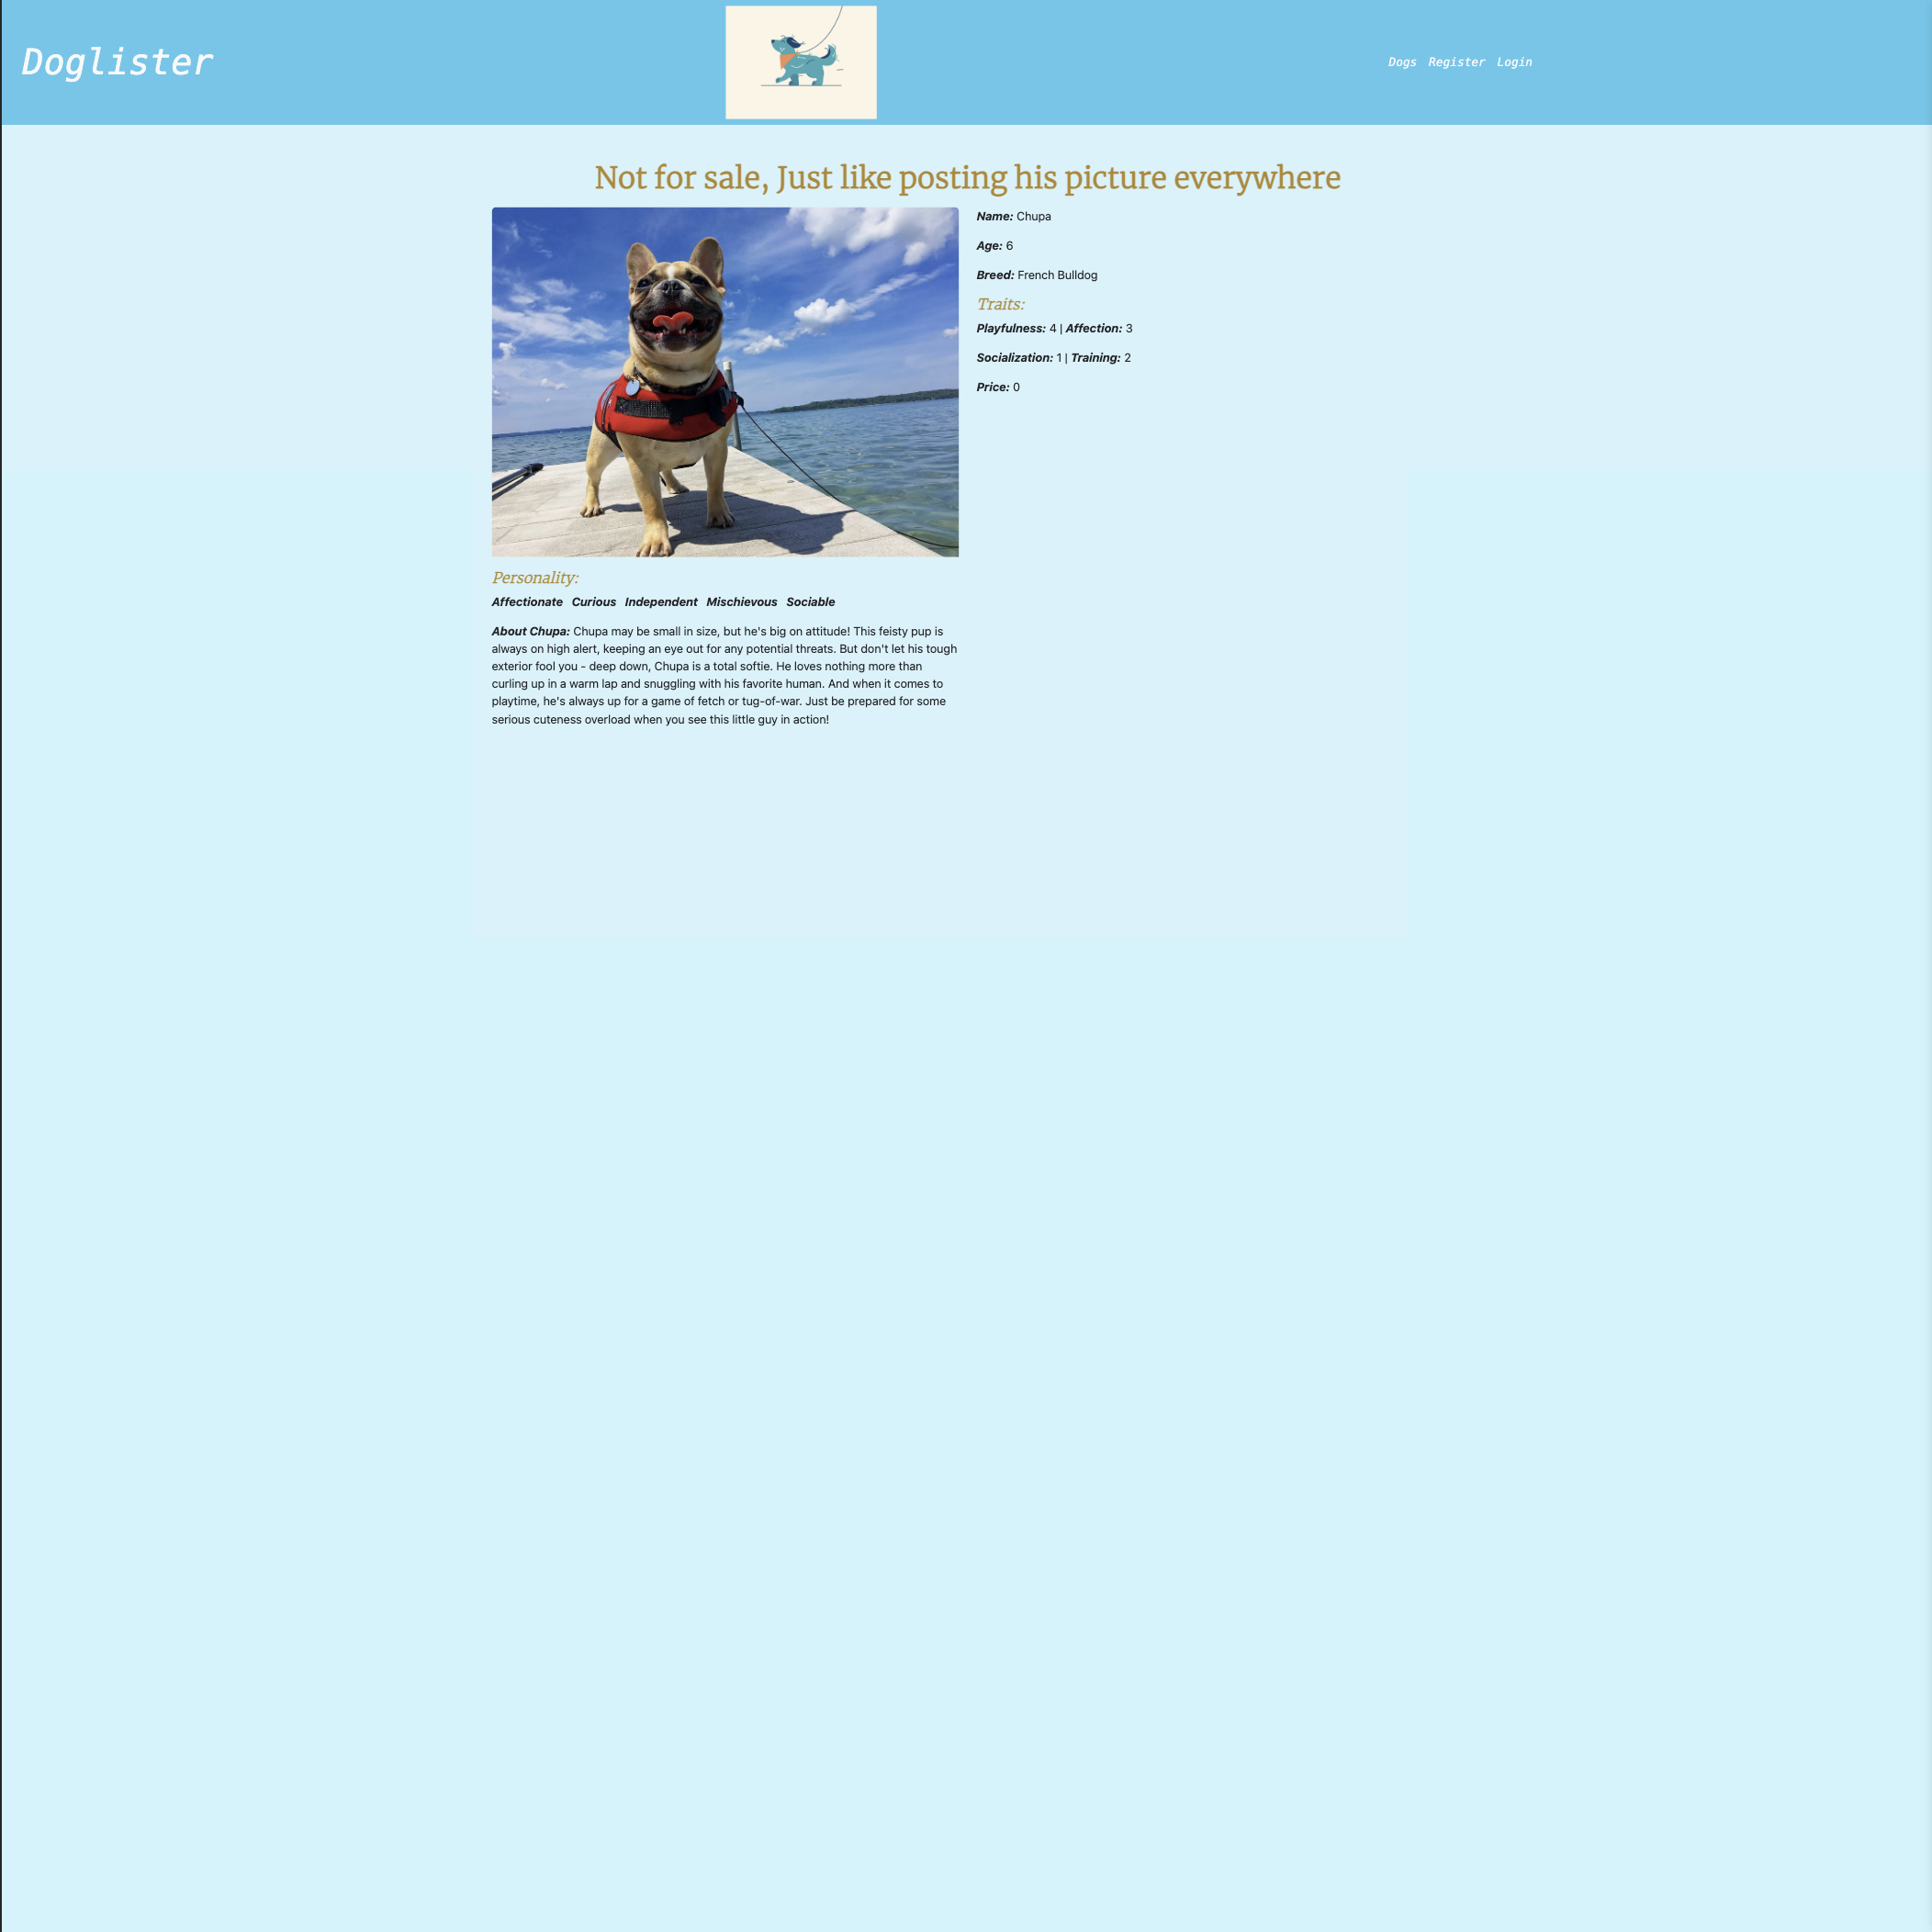 Doglister
Dogs Register Login
Not for sale, Just like posting his picture everywhere
Name: Chupa
Age: 6
Breed: French Bulldog
Traits:
Playfulness: 4 | Affection: 3
Socialization: 1 | Training: 2
Price: 0
Personality:
Affectionate Curious Independent Mischievous Sociable
About Chupa: Chupa may be small in size, but he's big on attitude! This feisty pup is
always on high alert, keeping an eye out for any potential threats. But don't let his tough
exterior fool you - deep down, Chupa is a total softie. He loves nothing more than
curling up in a warm lap and snuggling with his favorite human. And when it comes to
playtime, he's always up for a game of fetch or tug-of-war. Just be prepared for some
serious cuteness overload when you see this little guy in action!